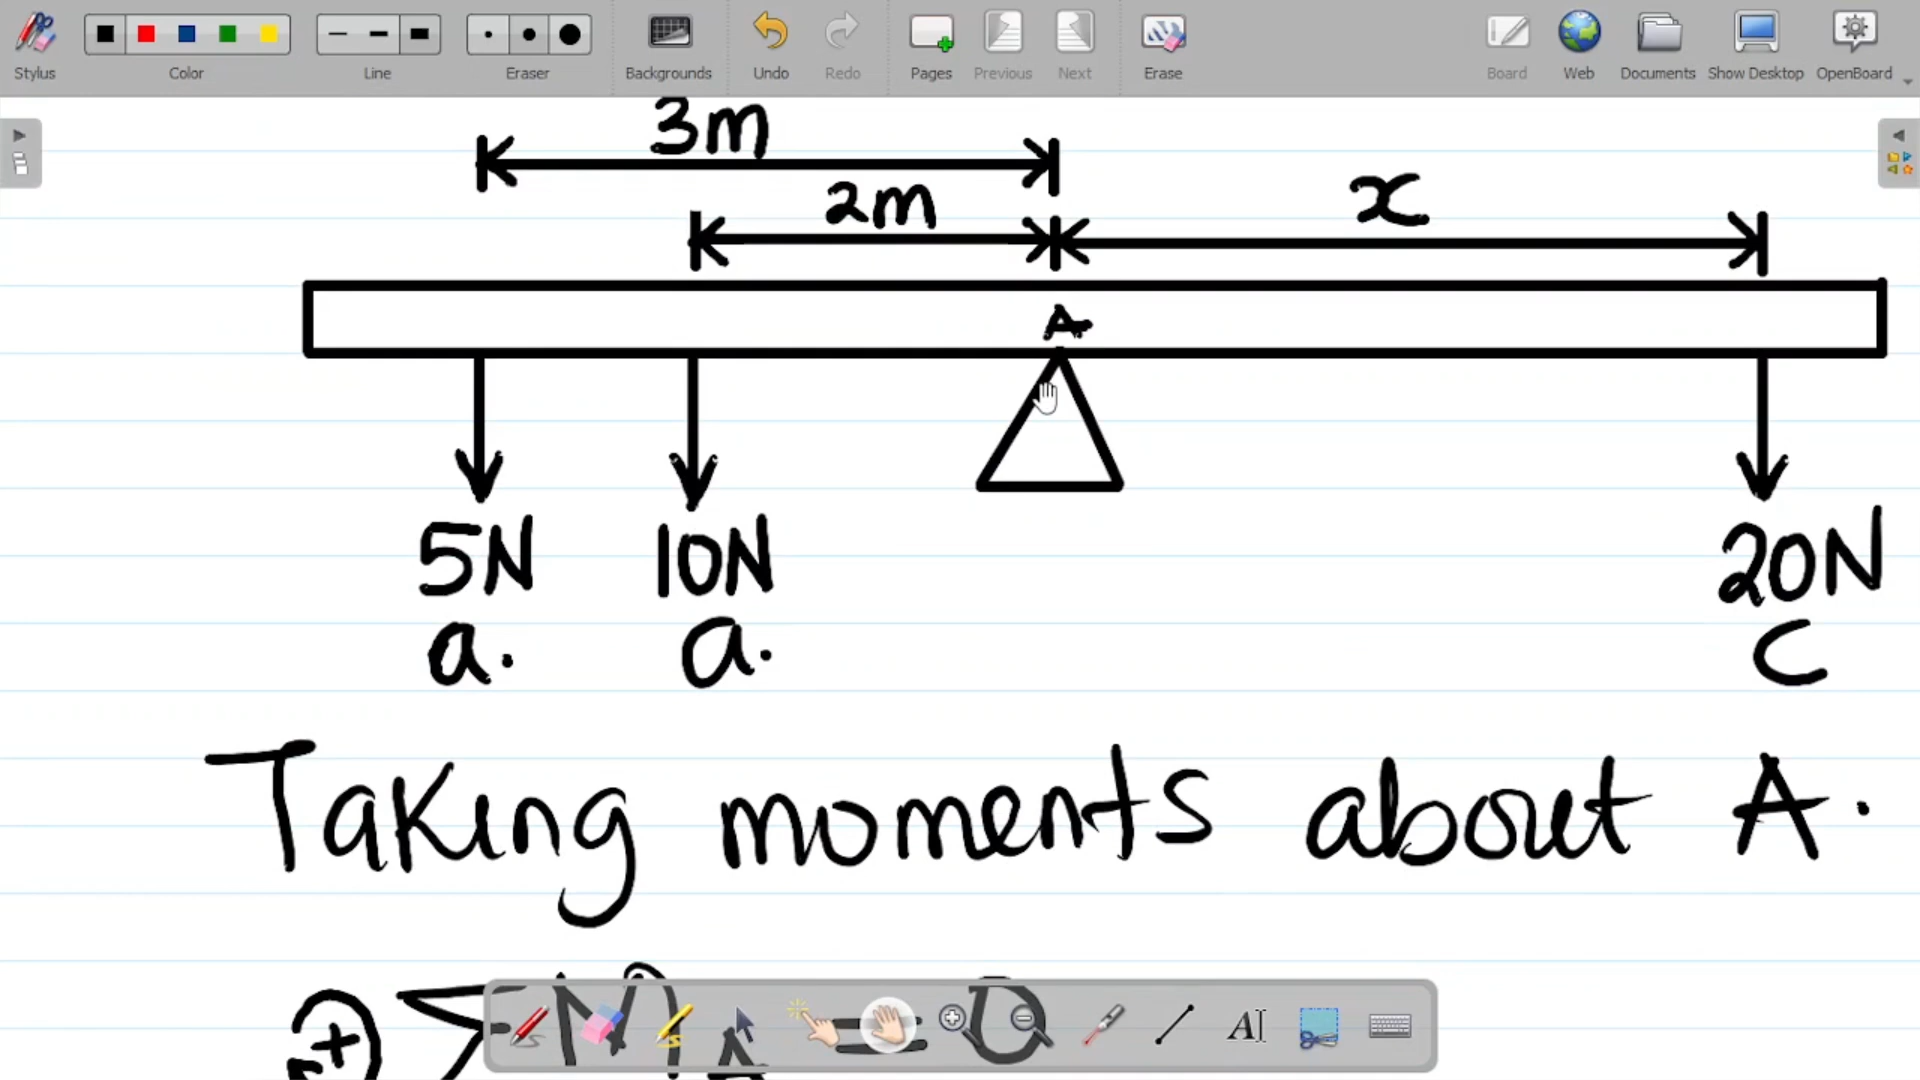 Stylus Color Line Eraser Backgrounds Undo Redo Pages Previous Next Erase Board Web Documents Show Desktop OpenBoard
3m
2m x
A
5N 10N 20N
a. a. C
Taking moments about A.
+ M A = 0